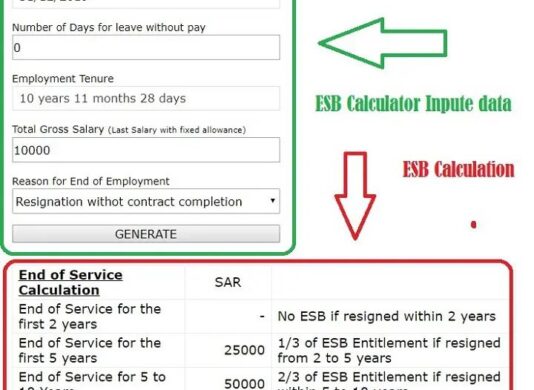 Number of Days for leave without pay
0
ESB Calculator Inpute data
Employment Tenure
10 years 11 months 28 days
Total Gross Salary (Last Salary with fixed allowance)
10000
ESB Calculation
Reason for End of Employment
Resignation withot contract completion
GENERATE
End of Service
Calculation
SAR
End of Service for the
first 2 years
- No ESB if resigned within 2 years
End of Service for the
first 5 years
25000
1/3 of ESB Entitlement if resigned
from 2 to 5 years
End of Service for 5 to
50000
2/3 of ESB Entitlement if resigned